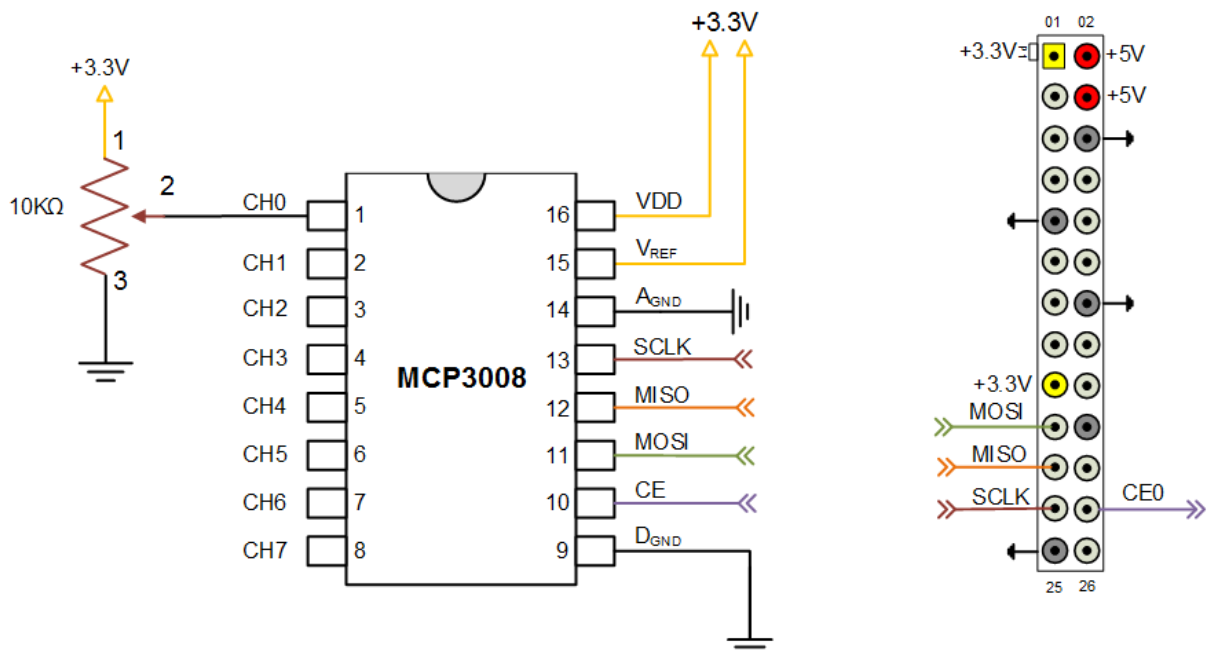 +3.3V
1
2
10KΩ
3
+3.3V
CH0
CH1
CH2
CH3
CH4
CH5
CH6
CH7
1
2
3
4
5
6
7
8
MCP3008
16
15
14
13
12
11
10
9
VDD
VREF
AGND
SCLK
MISO
MOSI
CE
DGND
01 02
+3.3V
+5V
+5V
+3.3V
MOSI
MISO
SCLK
CE0
25 26